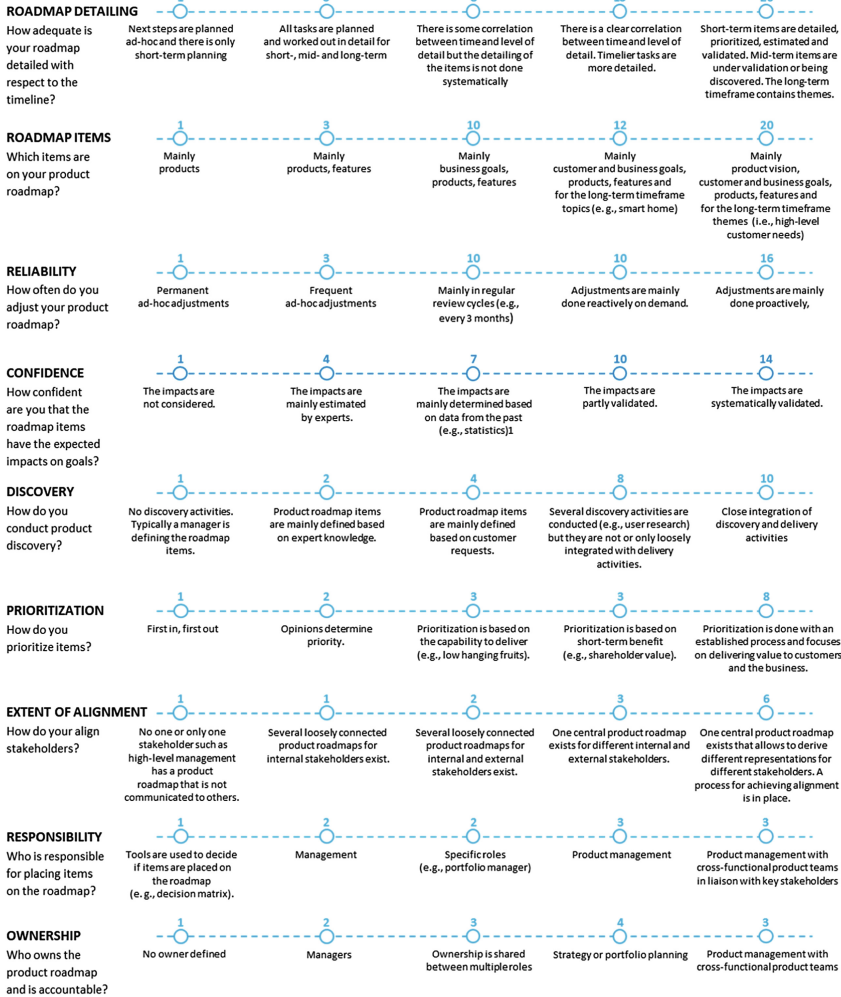 ROADMAP DETAILING
How adequate is
your roadmap
detailed with
respect to the
timeline?
Next steps are planned
ad-hoc and there is only
short-term planning
All tasks are planned
and worked out in detail for
short-, mid- and long-term
There is some correlation
between time and level of
detail but the detailing of
the items is not done
systematically
There is a clear correlation
between time and level of
detail. Timelier tasks are
more detailed.
Short-term items are detailed,
prioritized, estimated and
validated. Mid-term items are
under validation or being
discovered. The long-term
timeframe contains themes.
ROADMAP ITEMS
Which items are
on your product
roadmap?
1
Mainly
products
3
Mainly
products, features
10
Mainly
business goals,
products, features
12
Mainly
customer and business goals,
products, features and
for the long-term timeframe
topics (e. g., smart home)
20
Mainly
product vision,
customer and business goals,
products, features and
for the long-term timeframe
themes (i.e., high-level
customer needs)
RELIABILITY
How often do you
adjust your product
roadmap?
1
Permanent
ad-hoc adjustments
3
Frequent
ad-hoc adjustments
10
Mainly in regular
review cycles (e.g.,
every 3 months)
10
Adjustments are mainly
done reactively on demand.
16
Adjustments are mainly
done proactively,
CONFIDENCE
How confident
are you that the
roadmap items
have the expected
impacts on goals?
1
The impacts are
not considered.
4
The impacts are
mainly estimated
by experts.
7
The impacts are
mainly determined based
on data from the past
(e.g., statistics)1
10
The impacts are
partly validated.
14
The impacts are
systematically validated.
DISCOVERY
How do you
conduct product
discovery?
1
No discovery activities.
Typically a manager is
defining the roadmap
items.
2
Product roadmap items
are mainly defined based
on expert knowledge.
4
Product roadmap items
are mainly defined
based on customer
requests.
8
Several discovery activities are
conducted (e.g., user research)
but they are not or only loosely
integrated with delivery
activities.
10
Close integration of
discovery and delivery
activities
PRIORITIZATION
How do you
prioritize items?
1
First in, first out
2
Opinions determine
priority.
3
Prioritization is based on
the capability to deliver
(e.g., low hanging fruits).
3
Prioritization is based on
short-term benefit
(e.g., shareholder value).
8
Prioritization is done with an
established process and focuses
on delivering value to customers
and the business.
EXTENT OF ALIGNMENT
How do your align
stakeholders?
1
No one or only one
stakeholder such as
high-level management
has a product
roadmap that is not
communicated to others.
1
Several loosely connected
product roadmaps for
internal stakeholders exist.
2
Several loosely connected
product roadmaps for
internal and external
stakeholders exist.
3
One central product roadmap
exists for different internal and
external stakeholders.
6
One central product roadmap
exists that allows to derive
different representations for
different stakeholders. A
process for achieving alignment
is in place.
RESPONSIBILITY
Who is responsible
for placing items
on the roadmap?
1
Tools are used to decide
if items are placed on
the roadmap
(e. g., decision matrix).
2
Management
2
Specific roles
(e.g., portfolio manager)
3
Product management
3
Product management with
cross-functional product teams
in liaison with key stakeholders
OWNERSHIP
Who owns the
product roadmap
and is accountable?
1
No owner defined
2
Managers
3
Ownership is shared
between multiple roles
4
Strategy or portfolio planning
3
Product management with
cross-functional product teams